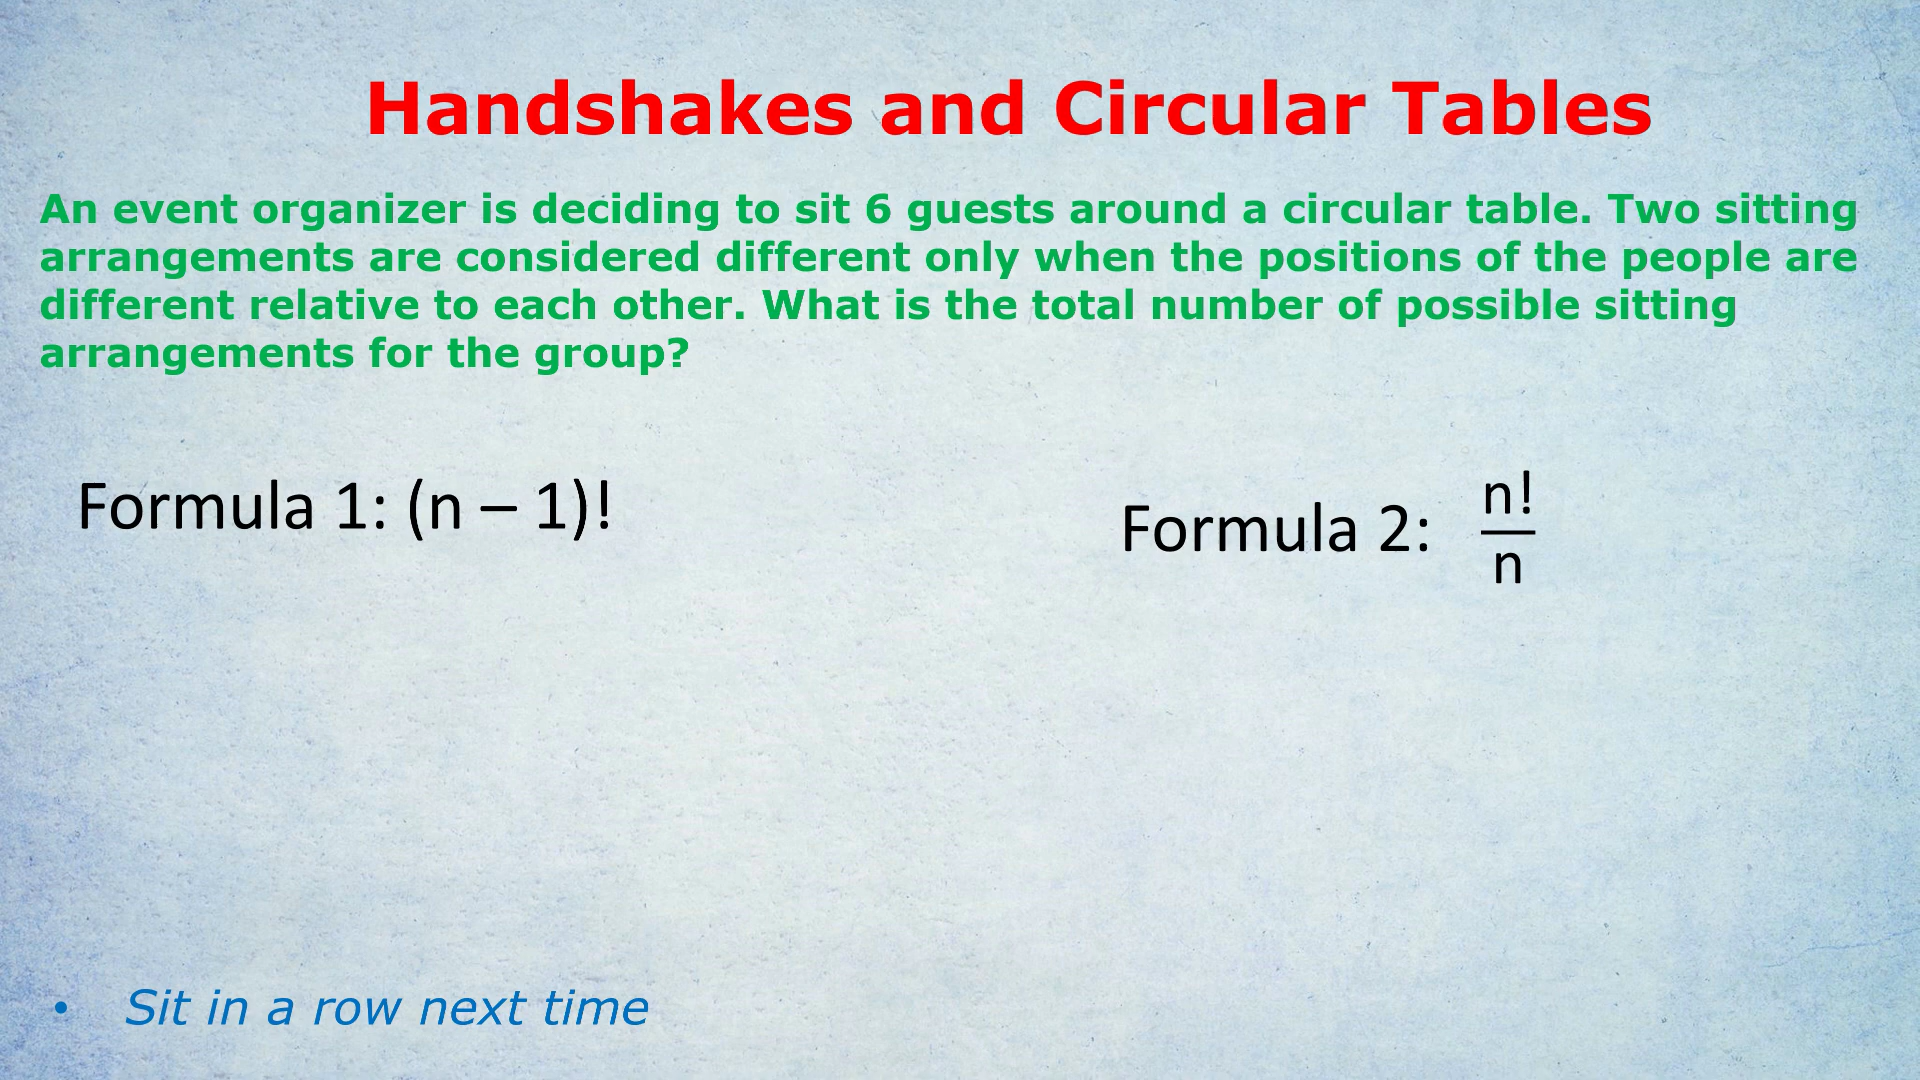 Handshakes and Circular Tables
An event organizer is deciding to sit 6 guests around a circular table. Two sitting
arrangements are considered different only when the positions of the people are
different relative to each other. What is the total number of possible sitting
arrangements for the group?
Formula 1: (n – 1)!
Formula 2: n!/n
• Sit in a row next time